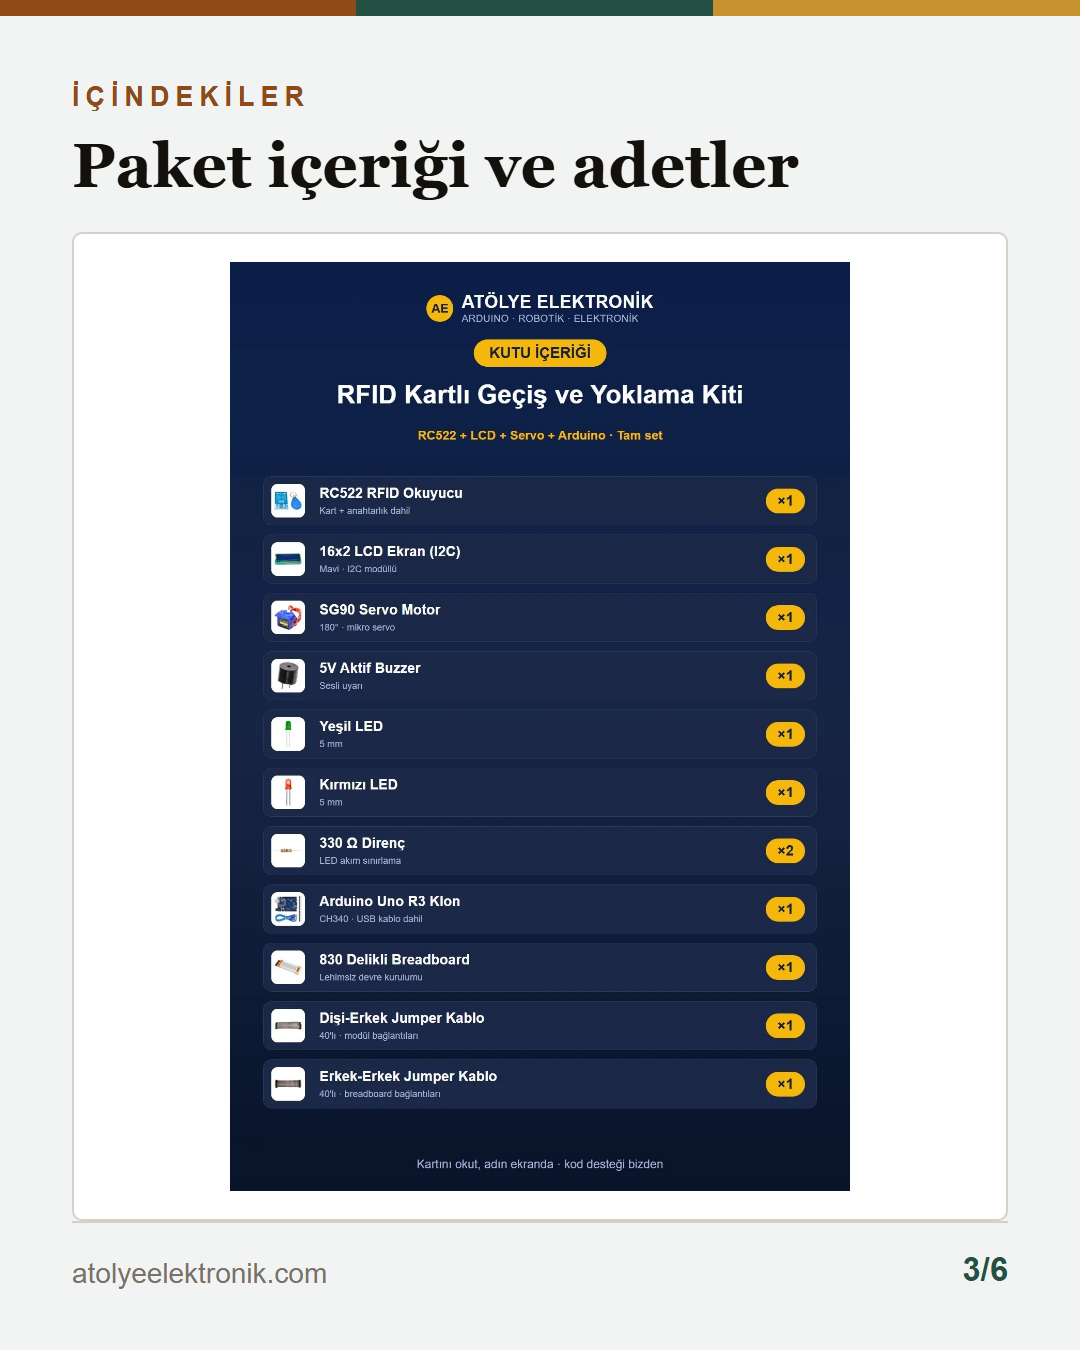 İÇİNDEKİLER
Paket içeriği ve adetler
AE
ATÖLYE ELEKTRONİK
ARDUINO · ROBOTİK · ELEKTRONİK
KUTU İÇERİĞİ
RFID Kartlı Geçiş ve Yoklama Kiti
RC522 + LCD + Servo + Arduino · Tam set
RC522 RFID Okuyucu
Kart + anahtarlık dahil
×1
16x2 LCD Ekran (I2C)
Mavi · I2C modüllü
×1
SG90 Servo Motor
180° · mikro servo
×1
5V Aktif Buzzer
Sesli uyarı
×1
Yeşil LED
5 mm
×1
Kırmızı LED
5 mm
×1
330 Ω Direnç
LED akım sınırlama
×2
Arduino Uno R3 Klon
CH340 · USB kablo dahil
×1
830 Delikli Breadboard
Lehimsiz devre kurulumu
×1
Dişi-Erkek Jumper Kablo
40'lı · modül bağlantıları
×1
Erkek-Erkek Jumper Kablo
40'lı · breadboard bağlantıları
×1
Kartını okut, adın ekranda · kod desteği bizden
atolyeelektronik.com
3/6